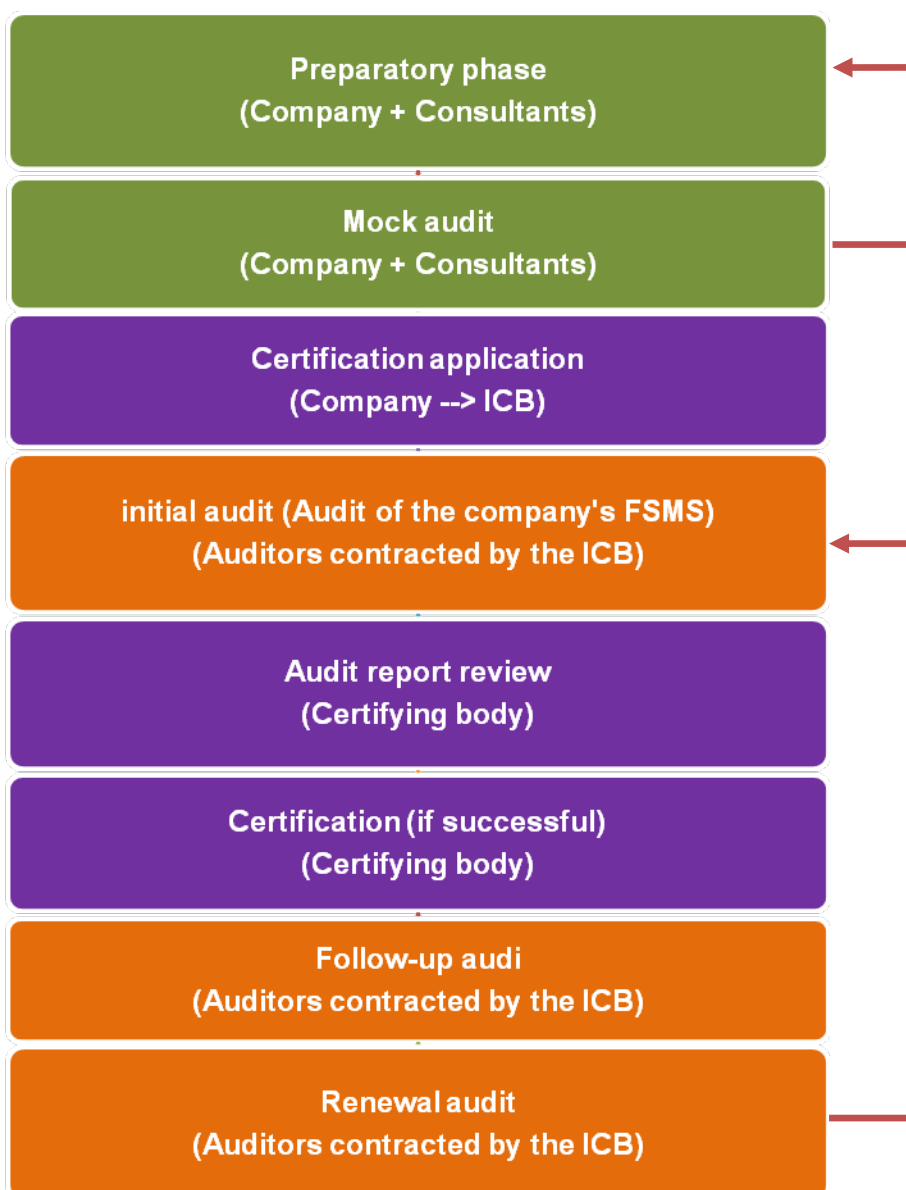 Preparatory phase
(Company + Consultants)
Mock audit
(Company + Consultants)
Certification application
(Company --> ICB)
initial audit (Audit of the company's FSMS)
(Auditors contracted by the ICB)
Audit report review
(Certifying body)
Certification (if successful)
(Certifying body)
Follow-up audi
(Auditors contracted by the ICB)
Renewal audit
(Auditors contracted by the ICB)